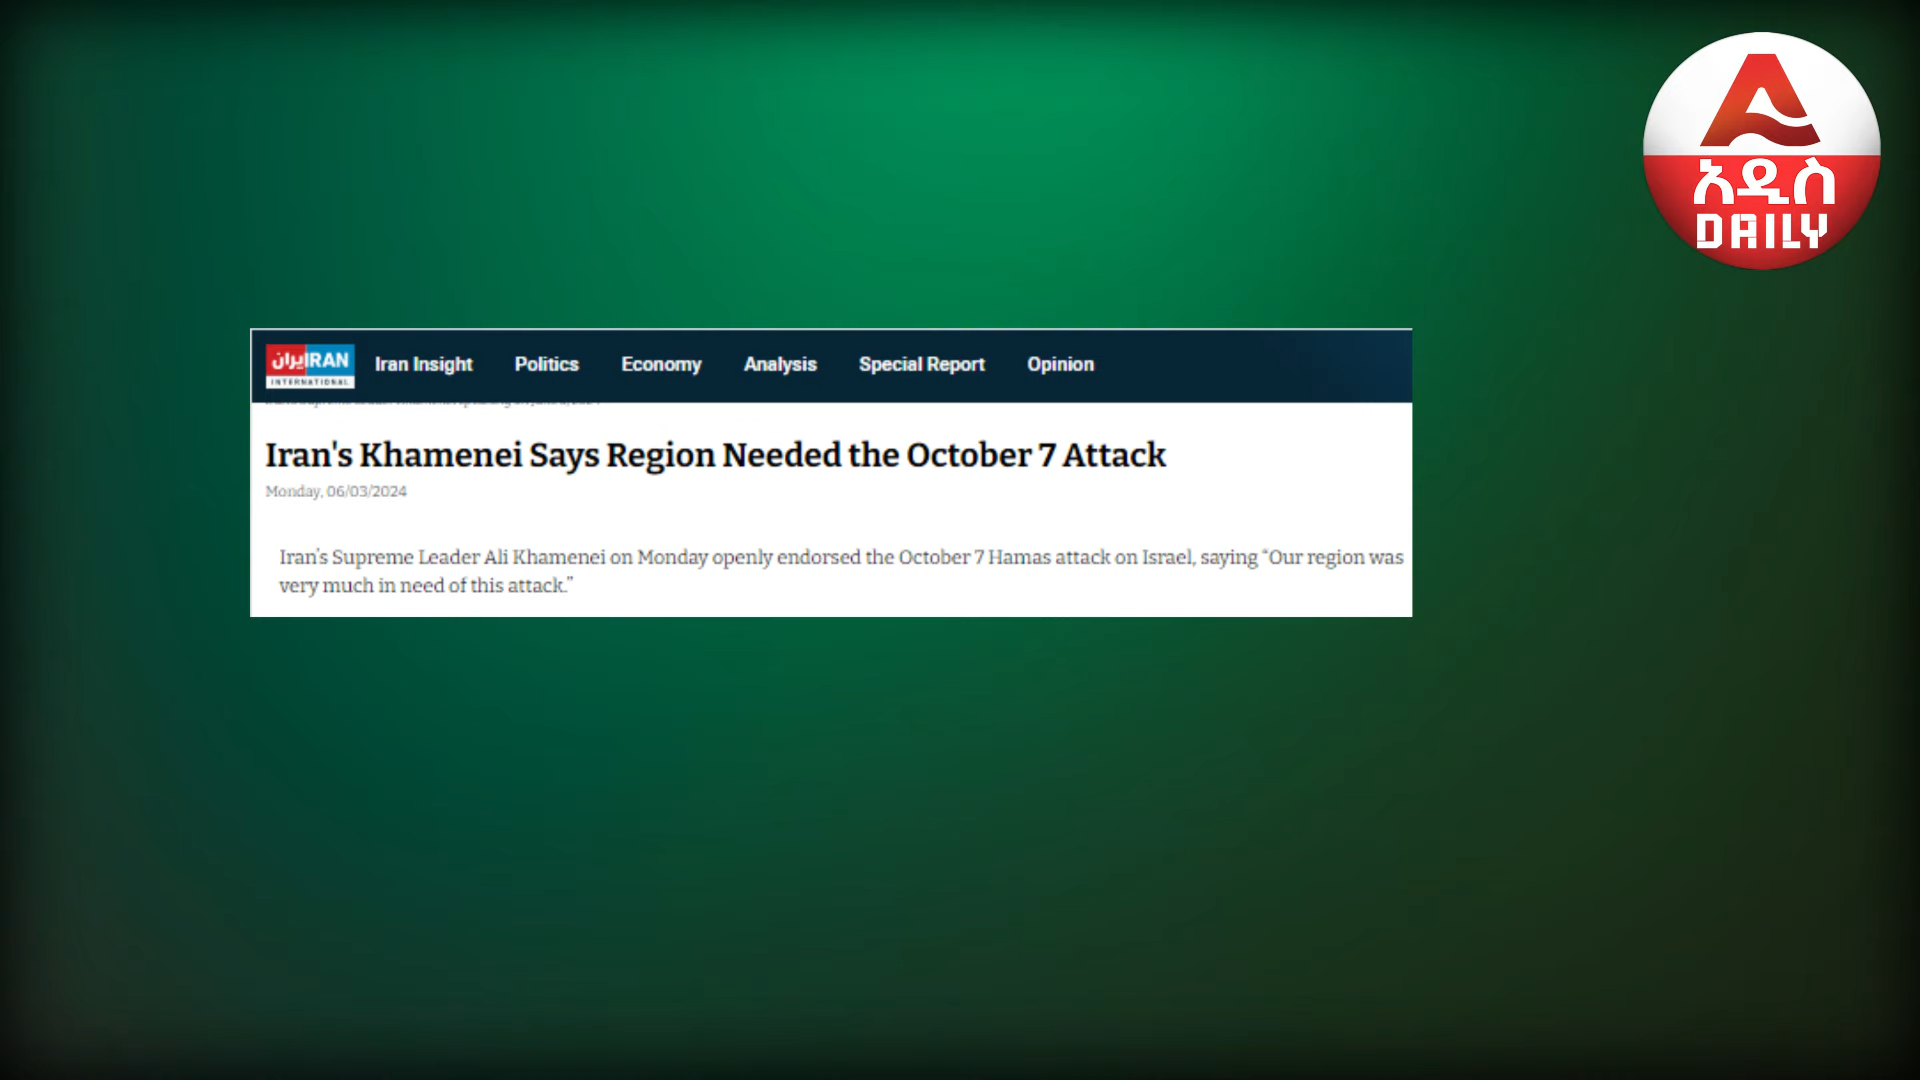 አዲስ
DAILY
ایران IRAN
INTERNATIONAL
Iran Insight Politics Economy Analysis Special Report Opinion
Iran's Khamenei Says Region Needed the October 7 Attack
Monday, 06/03/2024
Iran's Supreme Leader Ali Khamenei on Monday openly endorsed the October 7 Hamas attack on Israel, saying “Our region was
very much in need of this attack.”